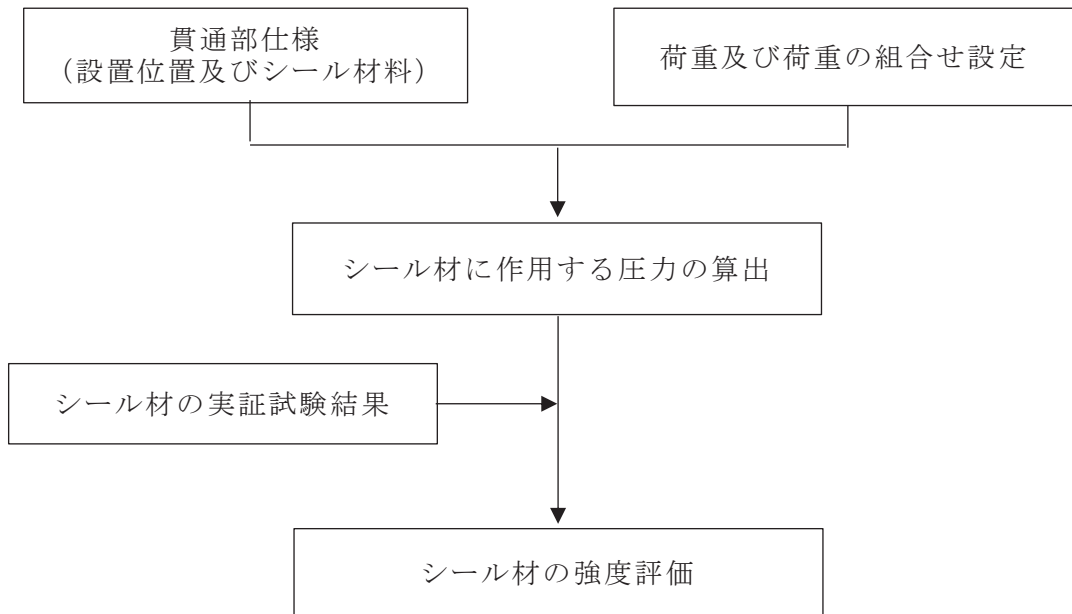 貫通部仕様
（設置位置及びシール材料）
荷重及び荷重の組合せ設定
シール材に作用する圧力の算出
シール材の実証試験結果
シール材の強度評価